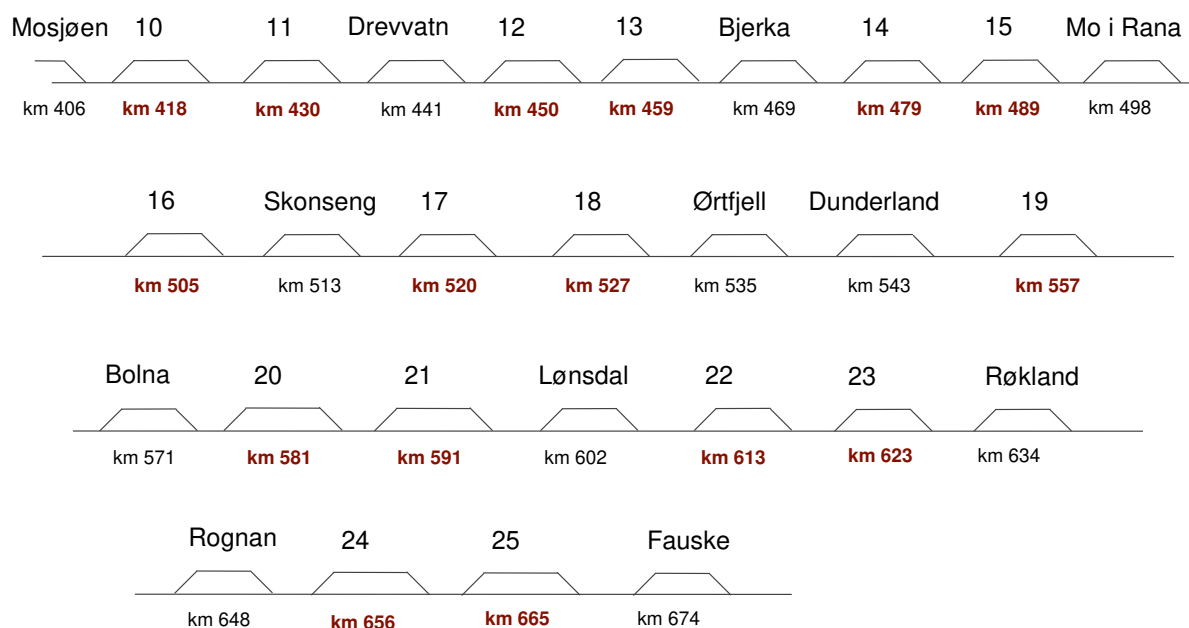 Mosjøen 10 11 Drevvatn 12 13 Bjerka 14 15 Mo i Rana
km 406 km 418 km 430 km 441 km 450 km 459 km 469 km 479 km 489 km 498
16 Skonseng 17 18 Ørtfjell Dunderland 19
km 505 km 513 km 520 km 527 km 535 km 543 km 557
Bolna 20 21 Lønsdal 22 23 Røkland
km 571 km 581 km 591 km 602 km 613 km 623 km 634
Rognan 24 25 Fauske
km 648 km 656 km 665 km 674